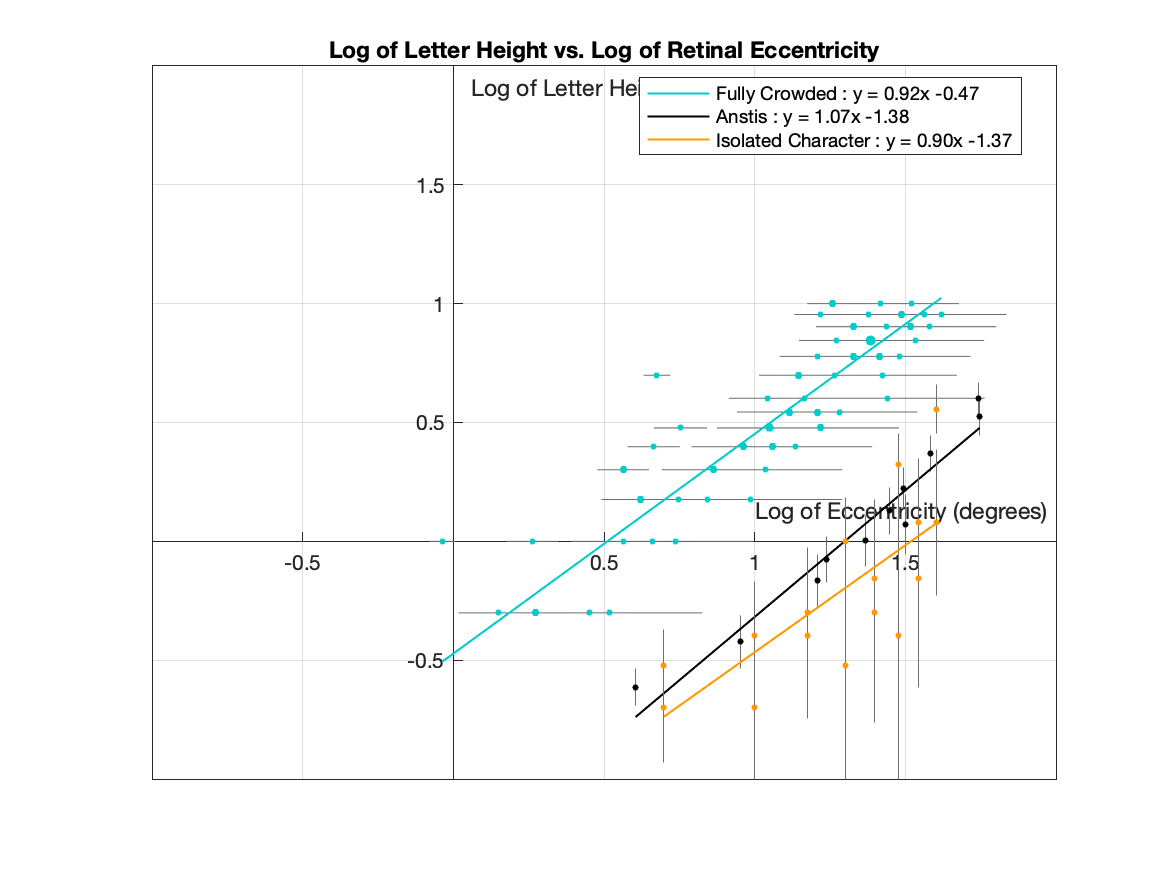 Log of Letter Height vs. Log of Retinal Eccentricity
Log of Letter
Fully Crowded : y = 0.92x -0.47
Anstis : y = 1.07x -1.38
Isolated Character : y = 0.90x -1.37
1.5
1
0.5
Log of Eccentricity (degrees)
-0.5 0.5 1 1.5
-0.5